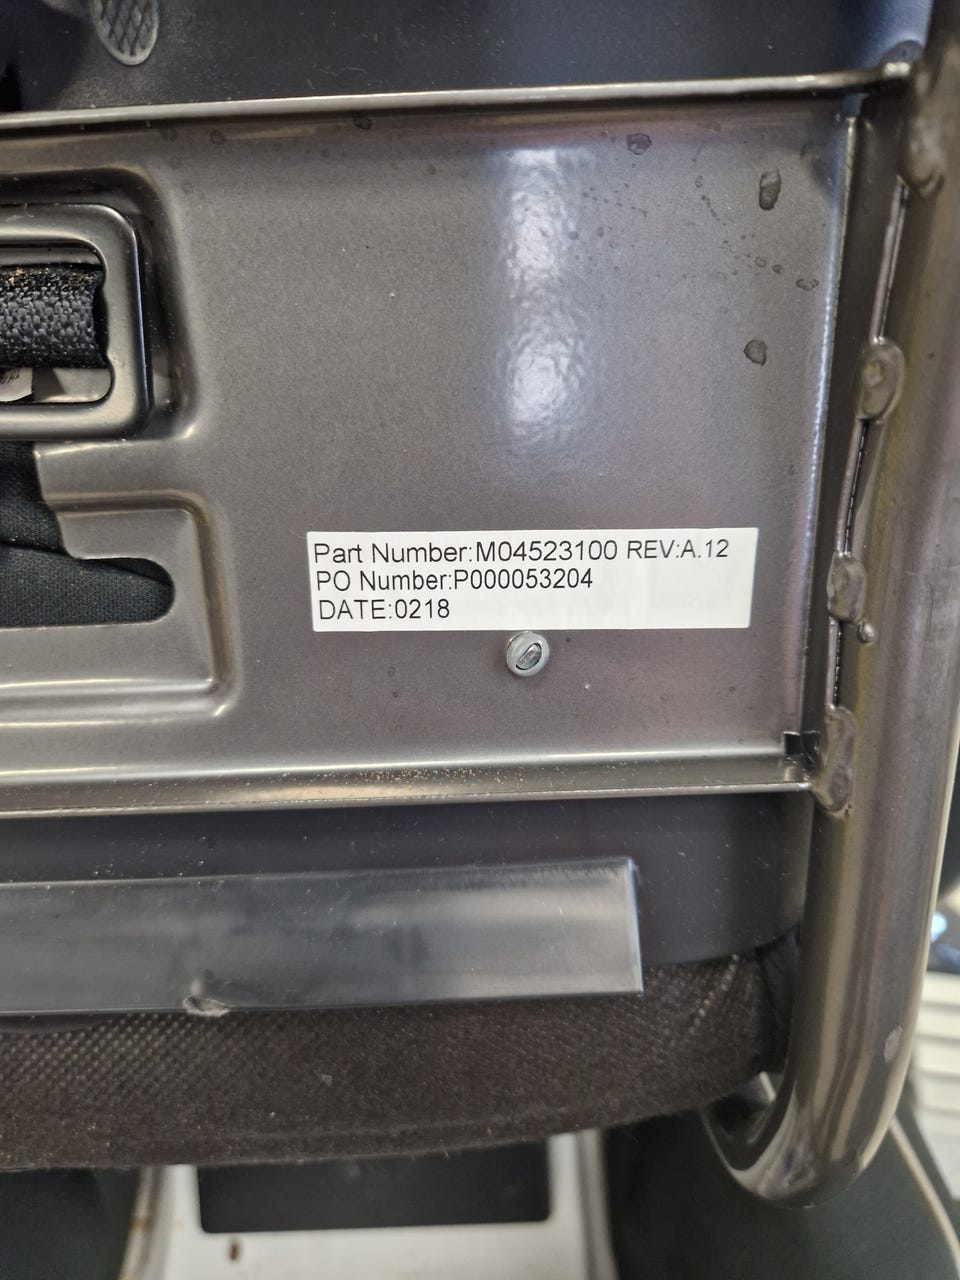 Part Number:M04523100 REV:A.12
PO Number:P000053204
DATE:0218